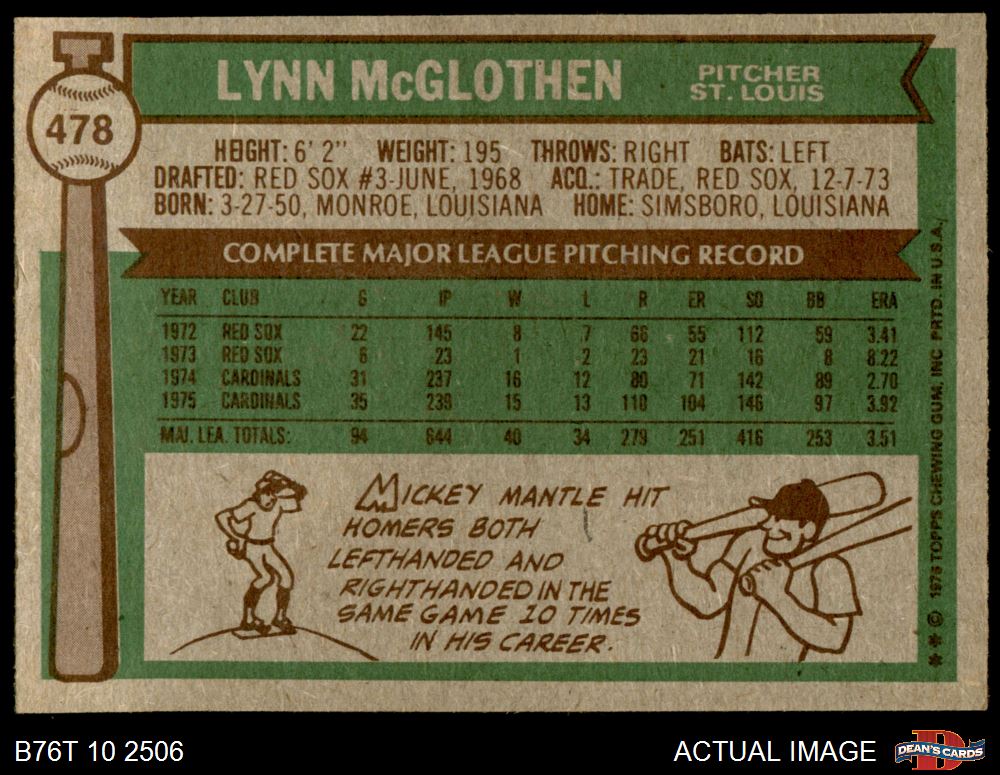 478
LYNN McGLOTHEN
PITCHER
ST. LOUIS
HEIGHT: 6' 2" WEIGHT: 195 THROWS: RIGHT BATS: LEFT
DRAFTED: RED SOX #3-JUNE, 1968 ACQ.: TRADE, RED SOX, 12-7-73
BORN: 3-27-50, MONROE, LOUISIANA HOME: SIMSBORO, LOUISIANA
COMPLETE MAJOR LEAGUE PITCHING RECORD
YEAR CLUB G IP W L R ER SO BB ERA
1972 RED SOX 22 145 8 7 66 55 112 59 3.41
1973 RED SOX 6 23 1 2 23 21 16 8 8.22
1974 CARDINALS 31 237 16 12 80 71 142 89 2.70
1975 CARDINALS 35 239 15 13 110 104 146 97 3.92
MAJ. LEA. TOTALS: 94 644 40 34 279 251 416 253 3.51
MICKEY MANTLE HIT
HOMERS BOTH
LEFTHANDED AND
RIGHTHANDED IN THE
SAME GAME 10 TIMES
IN HIS CAREER.
* * © 1976 TOPPS CHEWING GUM, INC PRTD. IN U.S.A.
B76T 10 2506
ACTUAL IMAGE
D
DEAN'S CARDS